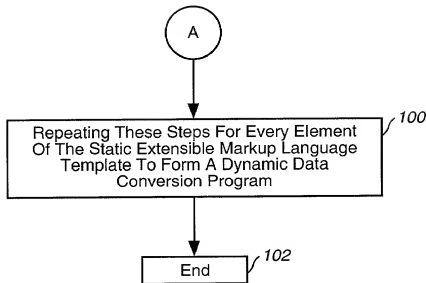 A
100
Repeating These Steps For Every Element
Of The Static Extensible Markup Language
Template To Form A Dynamic Data
Conversion Program
102
End